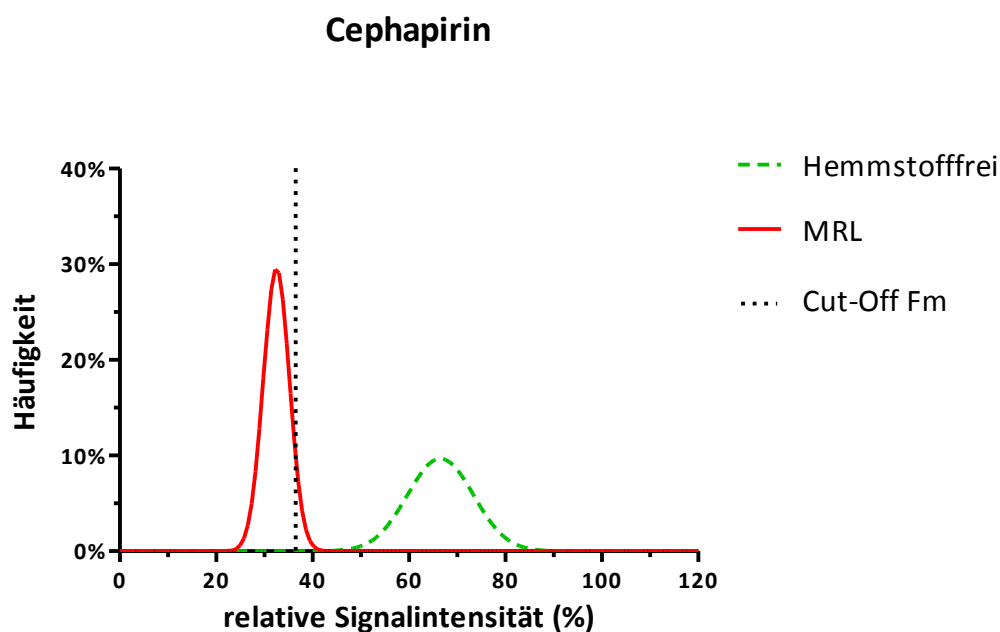 Cephapirin
Hemmstofffrei
MRL
Cut-Off Fm
Häufigkeit
40%
30%
20%
10%
0%
0 20 40 60 80 100 120
relative Signalintensität (%)